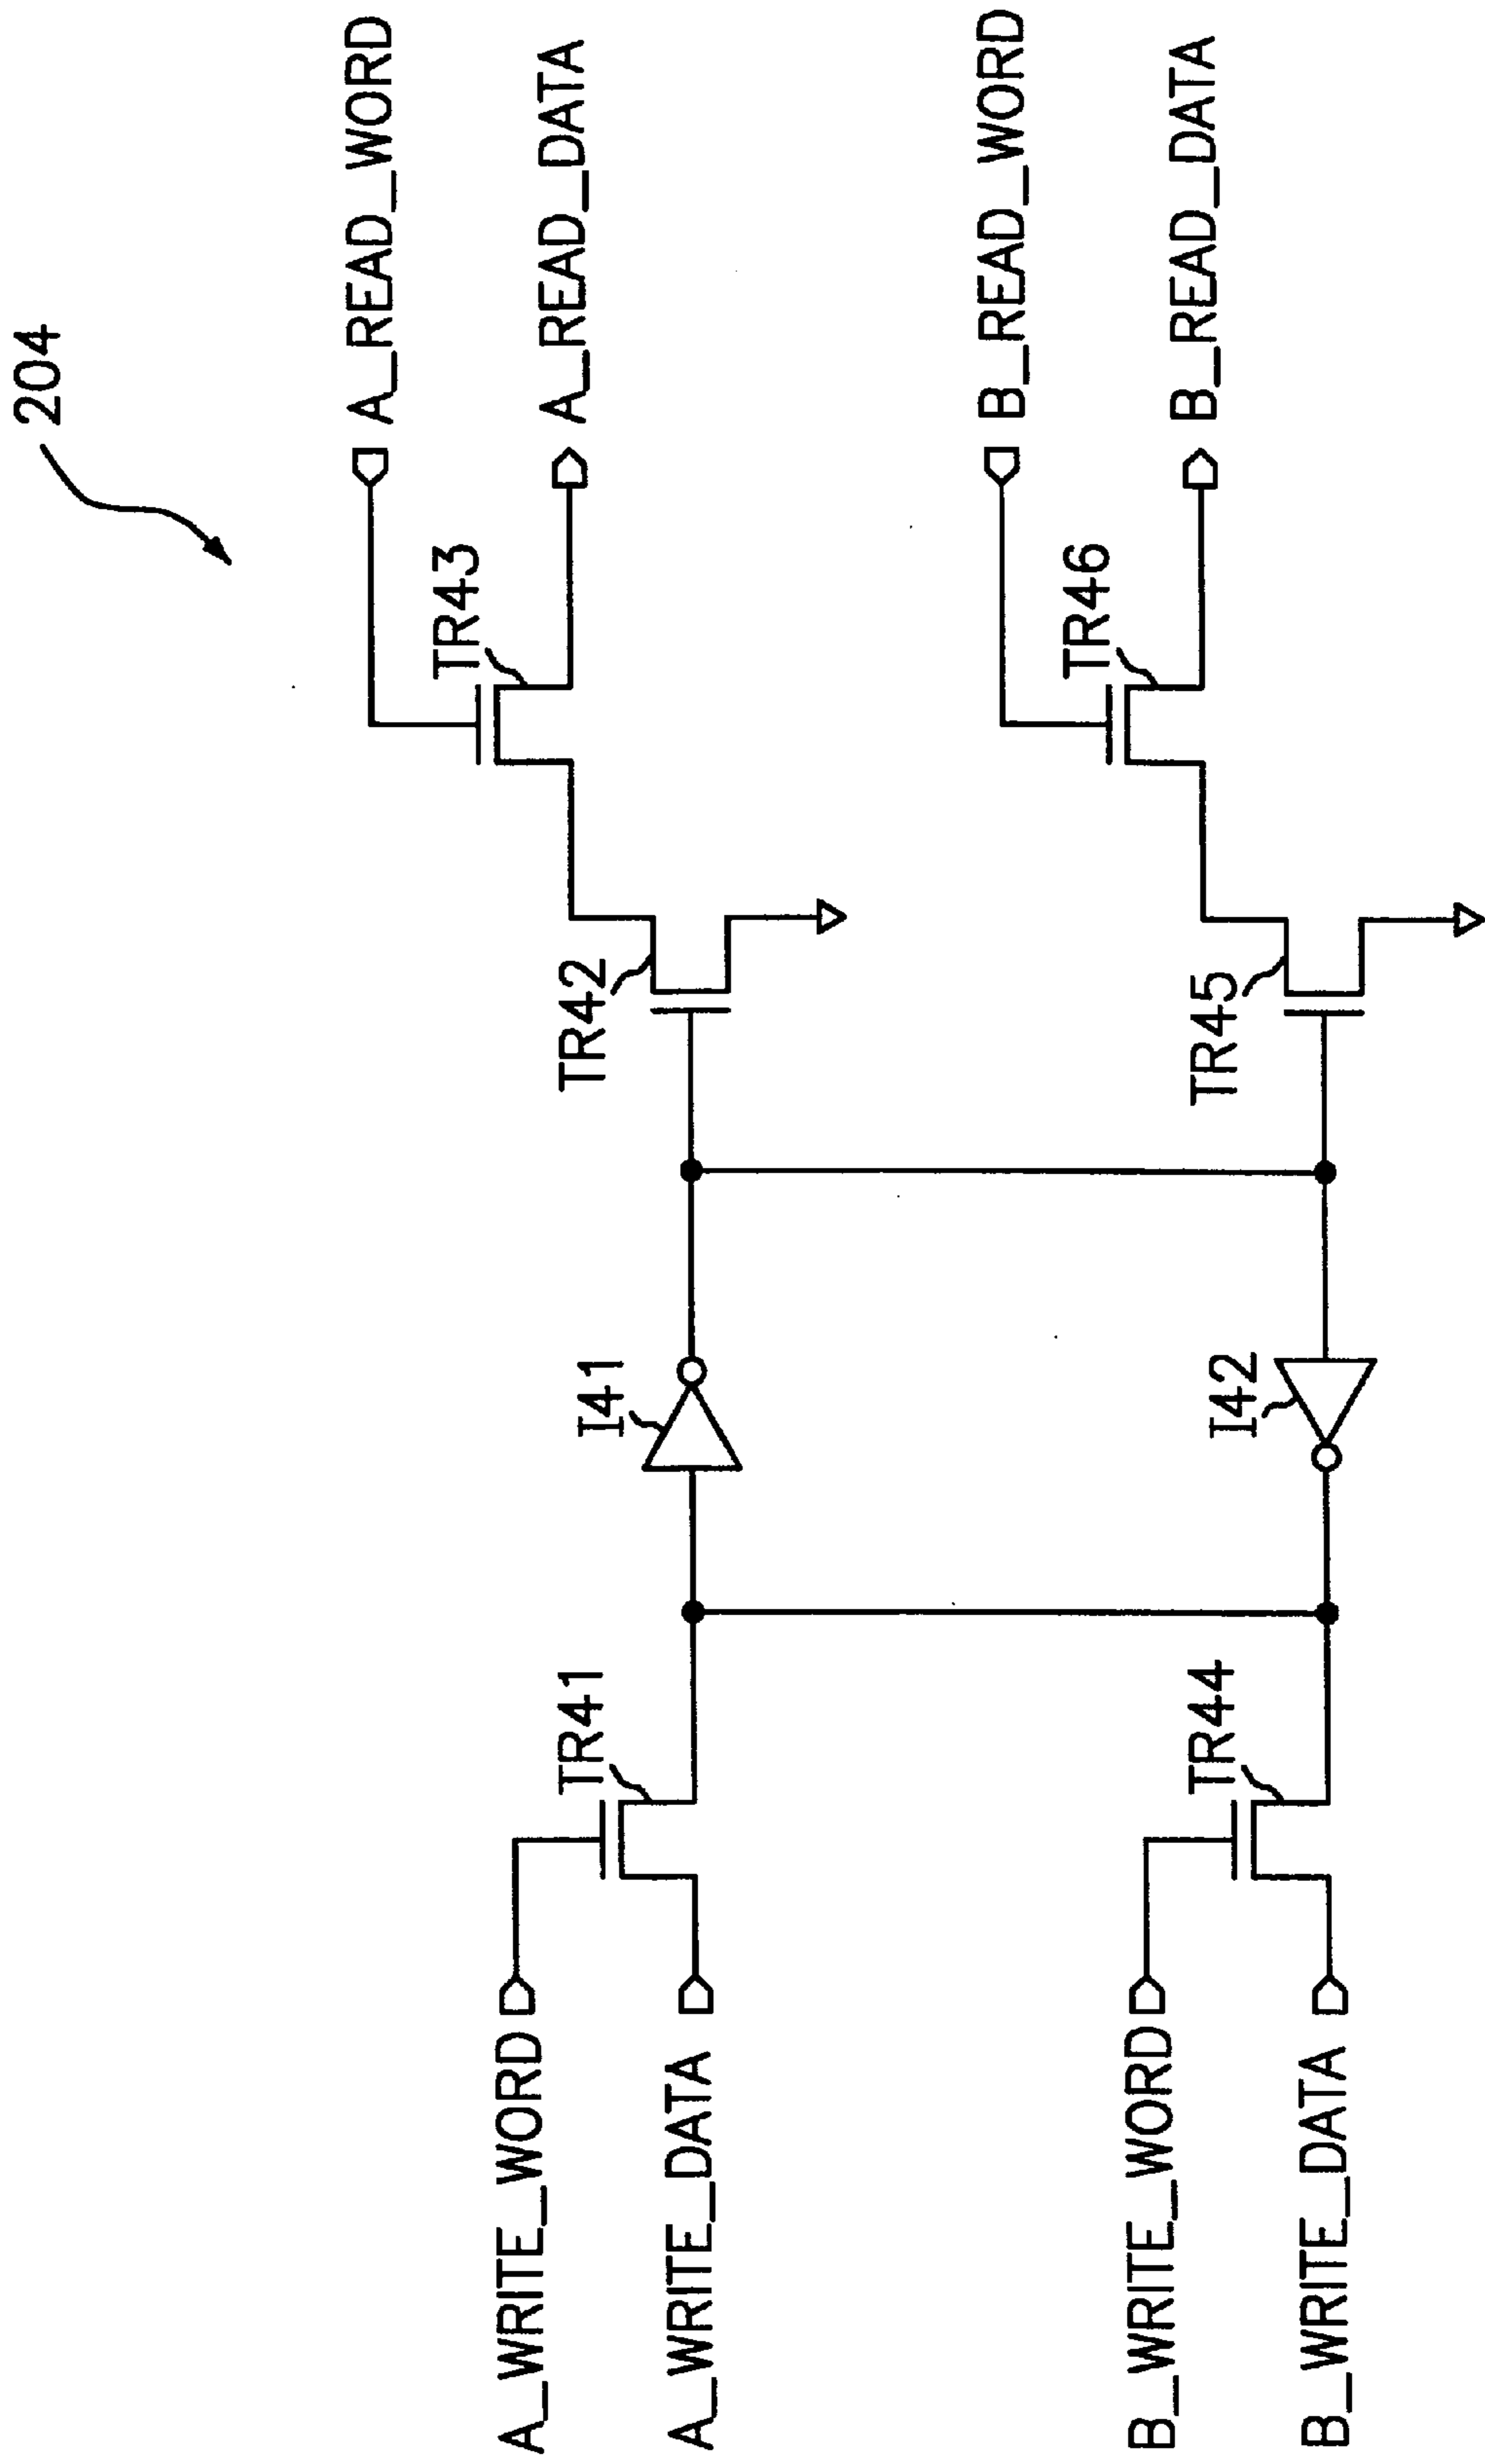 204
A_READ_WORD
A_READ_DATA
TR43
TR42
I41
TR41
A_WRITE_WORD
A_WRITE_DATA
B_READ_WORD
B_READ_DATA
TR46
TR45
I42
TR44
B_WRITE_WORD
B_WRITE_DATA